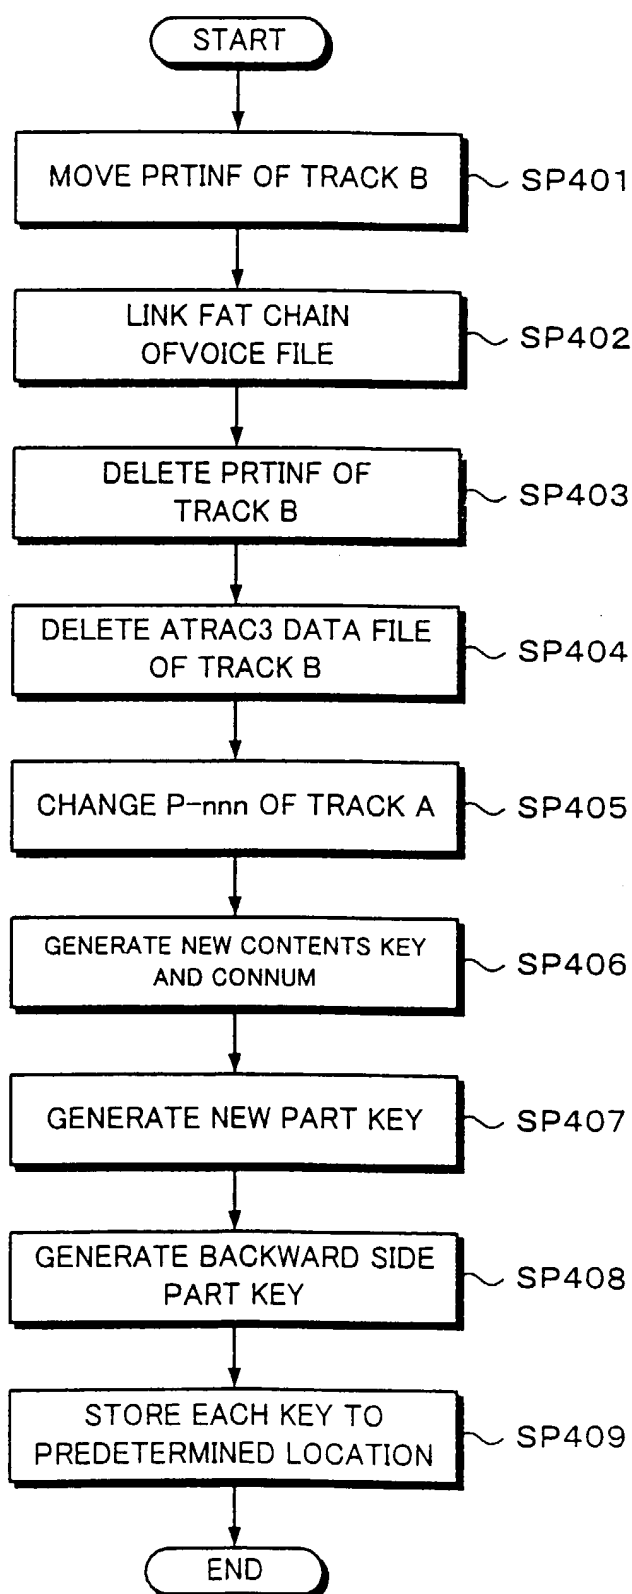 START
MOVE PRTINF OF TRACK B
SP401
LINK FAT CHAIN
OFVOICE FILE
SP402
DELETE PRTINF OF
TRACK B
SP403
DELETE ATRAC3 DATA FILE
OF TRACK B
SP404
CHANGE P-nnn OF TRACK A
SP405
GENERATE NEW CONTENTS KEY
AND CONNUM
SP406
GENERATE NEW PART KEY
SP407
GENERATE BACKWARD SIDE
PART KEY
SP408
STORE EACH KEY TO
PREDETERMINED LOCATION
SP409
END